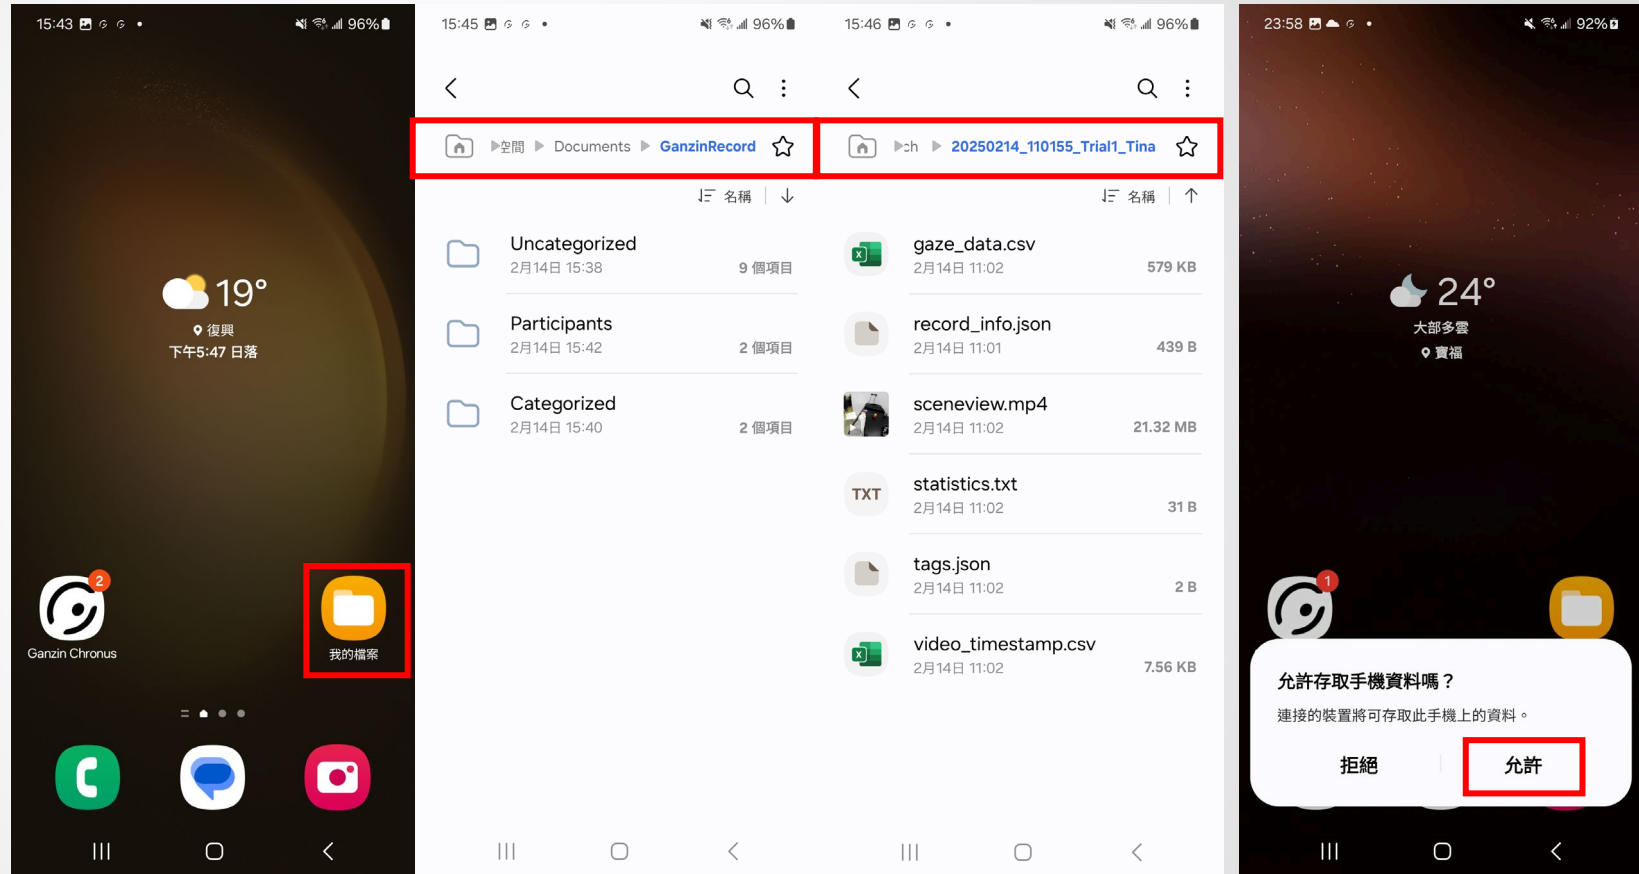 15:43
96%
19°
復興
下午5:47 日落
2
Ganzin Chronus
我的檔案
15:45
96%
空間 Documents GanzinRecord
名稱
Uncategorized
2月14日 15:38
9 個項目
Participants
2月14日 15:42
2 個項目
Categorized
2月14日 15:40
2 個項目
15:46
96%
ch 20250214_110155_Trial1_Tina
名稱
gaze_data.csv
2月14日 11:02
579 KB
record_info.json
2月14日 11:01
439 B
sceneview.mp4
2月14日 11:02
21.32 MB
TXT
statistics.txt
2月14日 11:02
31 B
tags.json
2月14日 11:02
2 B
video_timestamp.csv
2月14日 11:02
7.56 KB
23:58
92%
24°
大部多雲
寶福
1
允許存取手機資料嗎？
連接的裝置將可存取此手機上的資料。
拒絕
允許